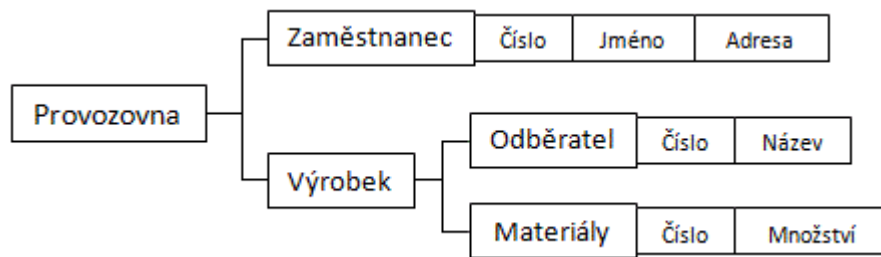 Zaměstnanec Číslo Jméno Adresa
Provozovna
Odběratel Číslo Název
Výrobek
Materiály Číslo Množství